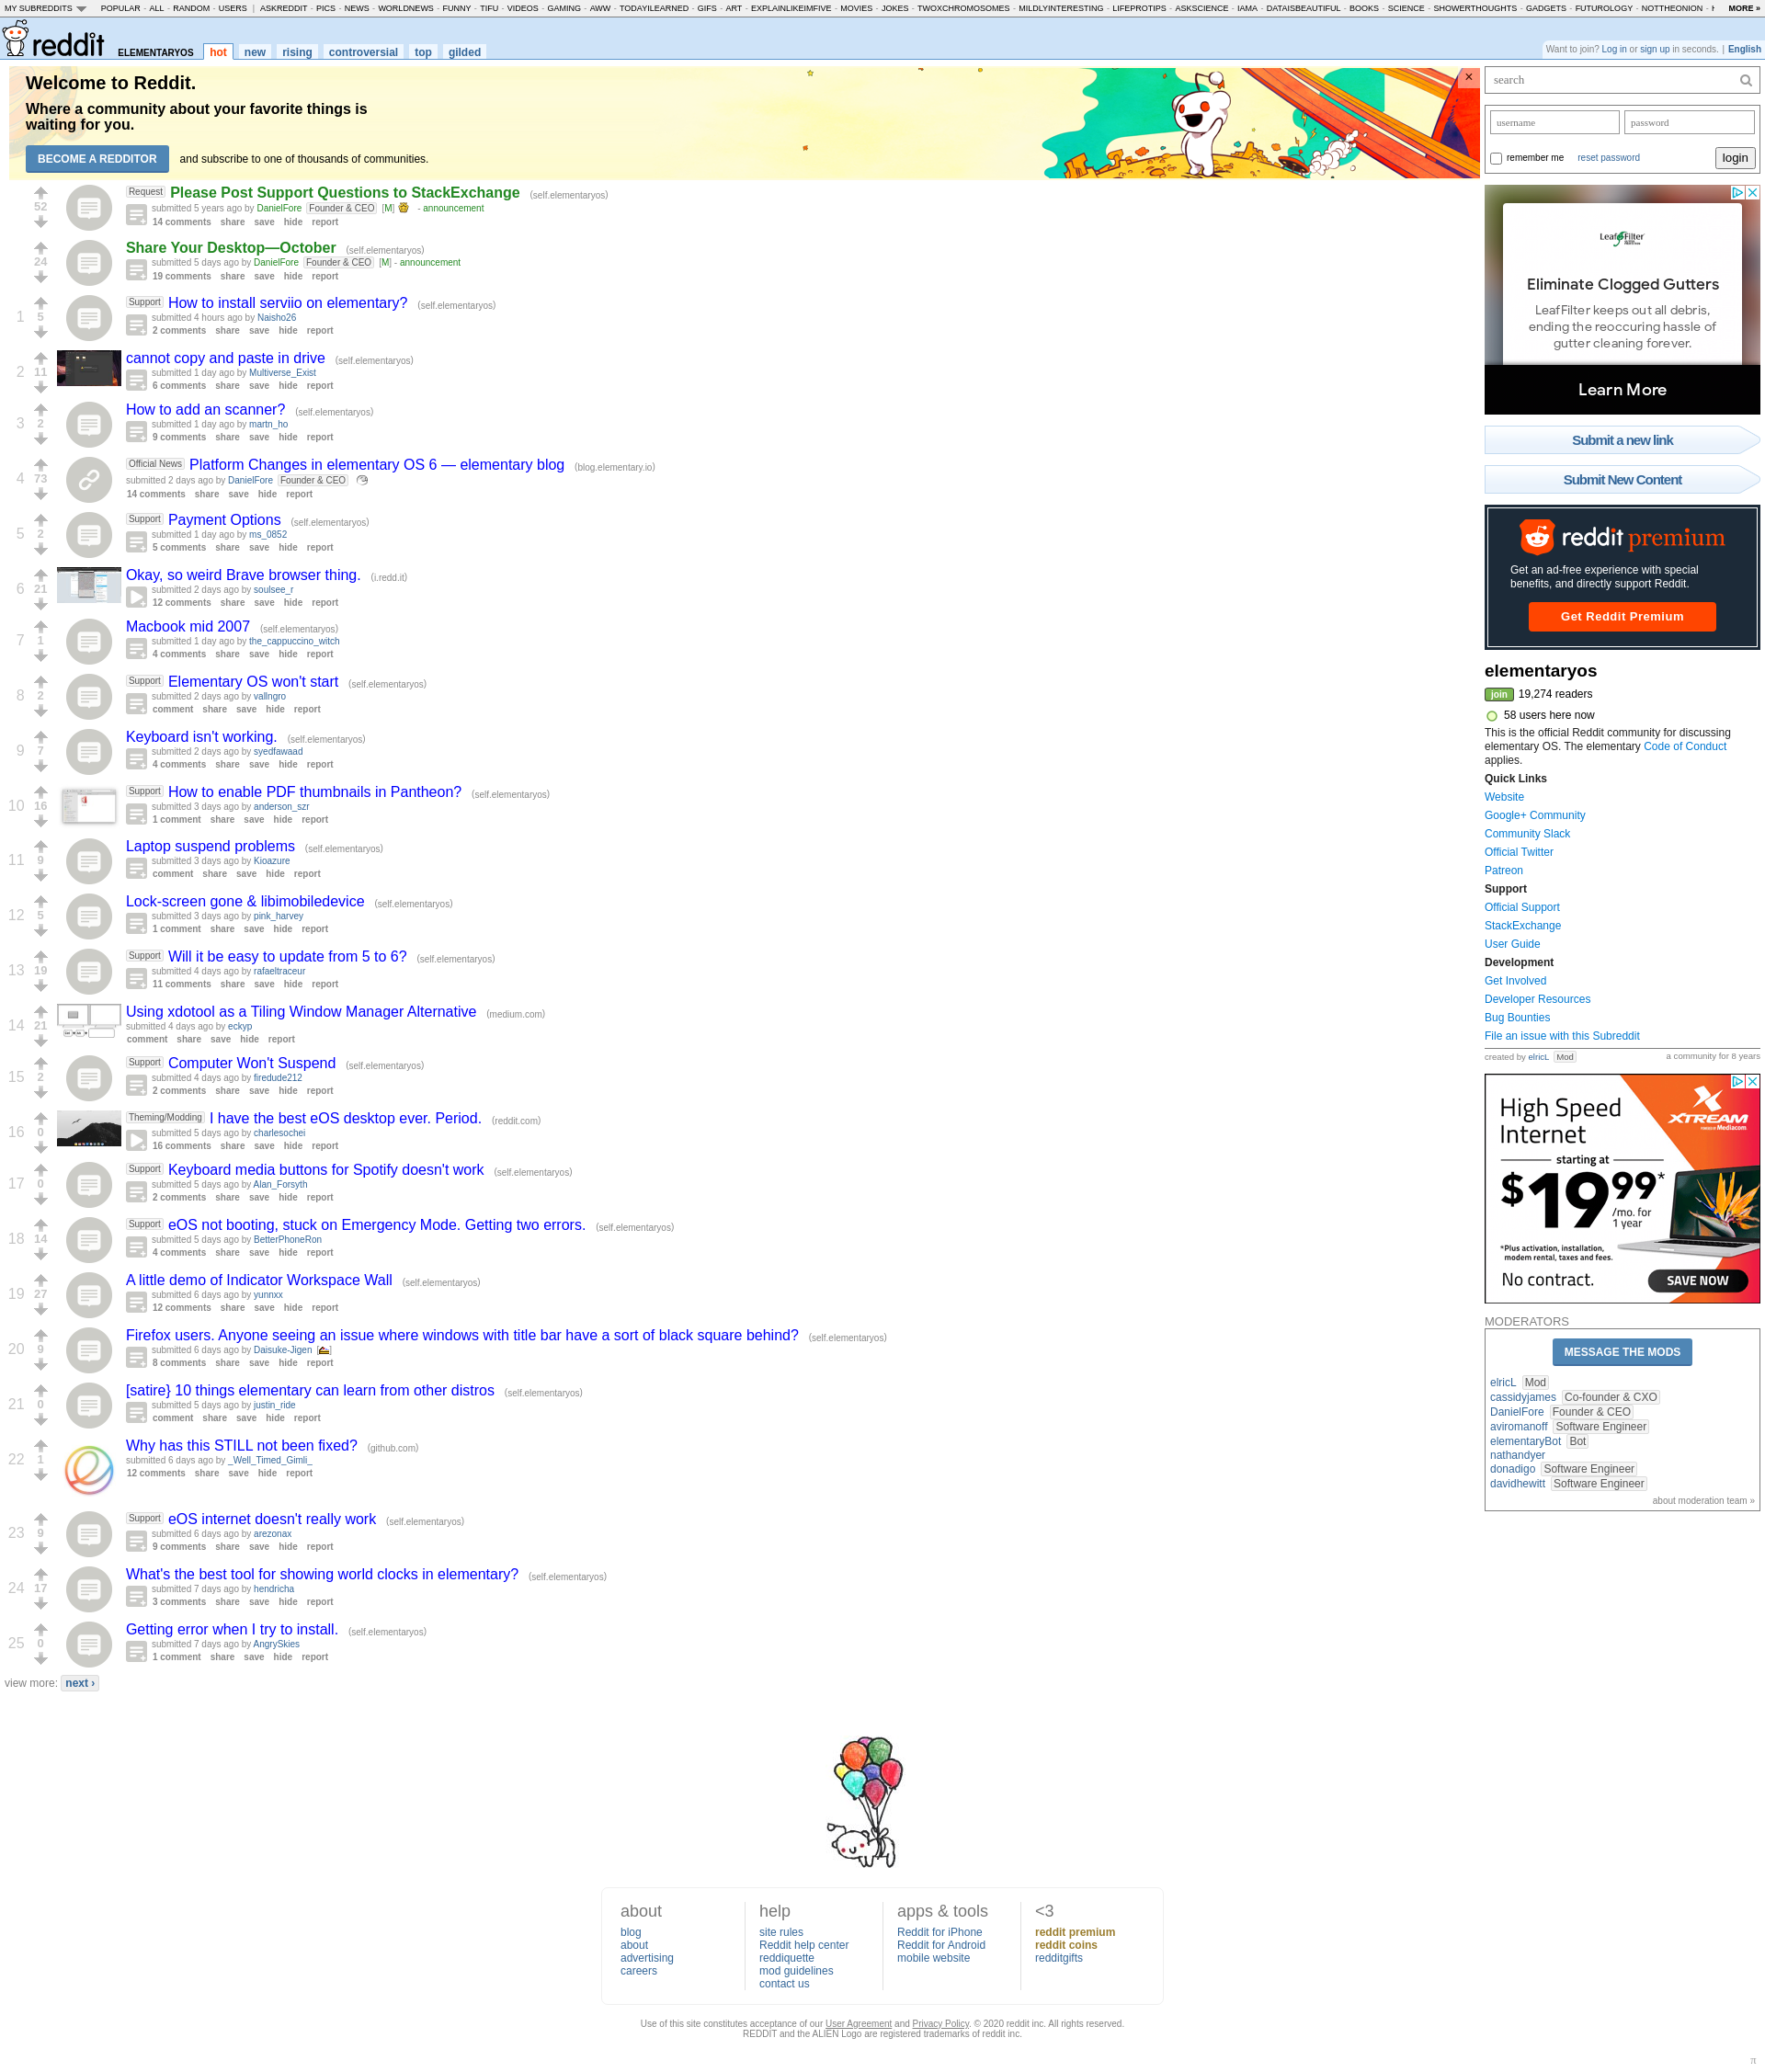 MY SUBREDDITS POPULAR - ALL - RANDOM - USERS | ASKREDDIT - PICS - NEWS - WORLDNEWS - FUNNY - TIFU - VIDEOS - GAMING - AWW - TODAYILEARNED - GIFS - ART - EXPLAINLIKEIMFIVE - MOVIES - JOKES - TWOXCHROMOSOMES - MILDLYINTERESTING - LIFEPROTIPS - ASKSCIENCE - IAMA - DATAISBEAUTIFUL - BOOKS - SCIENCE - SHOWERTHOUGHTS - GADGETS - FUTUROLOGY - NOTTHEONION MORE »
reddit ELEMENTARYOS hot new rising controversial top gilded
Want to join? Log in or sign up in seconds. | English
Welcome to Reddit.
Where a community about your favorite things is
waiting for you.
BECOME A REDDITOR and subscribe to one of thousands of communities.
52
Request Please Post Support Questions to StackExchange (self.elementaryos)
submitted 5 years ago by DanielFore Founder & CEO [M] - announcement
14 comments share save hide report
24
Share Your Desktop—October (self.elementaryos)
submitted 5 days ago by DanielFore Founder & CEO [M] - announcement
19 comments share save hide report
1 5
Support How to install serviio on elementary? (self.elementaryos)
submitted 4 hours ago by Naisho26
2 comments share save hide report
2 11
cannot copy and paste in drive (self.elementaryos)
submitted 1 day ago by Multiverse_Exist
6 comments share save hide report
3 2
How to add an scanner? (self.elementaryos)
submitted 1 day ago by martn_ho
9 comments share save hide report
4 73
Official News Platform Changes in elementary OS 6 — elementary blog (blog.elementary.io)
submitted 2 days ago by DanielFore Founder & CEO
14 comments share save hide report
5 2
Support Payment Options (self.elementaryos)
submitted 1 day ago by ms_0852
5 comments share save hide report
6 21
Okay, so weird Brave browser thing. (i.redd.it)
submitted 2 days ago by soulsee_r
12 comments share save hide report
7 1
Macbook mid 2007 (self.elementaryos)
submitted 1 day ago by the_cappuccino_witch
4 comments share save hide report
8 2
Support Elementary OS won't start (self.elementaryos)
submitted 2 days ago by vallngro
comment share save hide report
9 7
Keyboard isn't working. (self.elementaryos)
submitted 2 days ago by syedfawaad
4 comments share save hide report
10 16
Support How to enable PDF thumbnails in Pantheon? (self.elementaryos)
submitted 3 days ago by anderson_szr
1 comment share save hide report
11 9
Laptop suspend problems (self.elementaryos)
submitted 3 days ago by Kioazure
comment share save hide report
12 5
Lock-screen gone & libimobiledevice (self.elementaryos)
submitted 3 days ago by pink_harvey
1 comment share save hide report
13 19
Support Will it be easy to update from 5 to 6? (self.elementaryos)
submitted 4 days ago by rafaeltraceur
11 comments share save hide report
14 21
Using xdotool as a Tiling Window Manager Alternative (medium.com)
submitted 4 days ago by eckyp
comment share save hide report
15 2
Support Computer Won't Suspend (self.elementaryos)
submitted 4 days ago by firedude212
2 comments share save hide report
16 0
Theming/Modding I have the best eOS desktop ever. Period. (reddit.com)
submitted 5 days ago by charlesochei
16 comments share save hide report
17 0
Support Keyboard media buttons for Spotify doesn't work (self.elementaryos)
submitted 5 days ago by Alan_Forsyth
2 comments share save hide report
18 14
Support eOS not booting, stuck on Emergency Mode. Getting two errors. (self.elementaryos)
submitted 5 days ago by BetterPhoneRon
4 comments share save hide report
19 27
A little demo of Indicator Workspace Wall (self.elementaryos)
submitted 6 days ago by yunnxx
12 comments share save hide report
20 9
Firefox users. Anyone seeing an issue where windows with title bar have a sort of black square behind? (self.elementaryos)
submitted 6 days ago by Daisuke-Jigen
8 comments share save hide report
21 0
[satire} 10 things elementary can learn from other distros (self.elementaryos)
submitted 5 days ago by justin_ride
comment share save hide report
22 1
Why has this STILL not been fixed? (github.com)
submitted 6 days ago by _Well_Timed_Gimli_
12 comments share save hide report
23 9
Support eOS internet doesn't really work (self.elementaryos)
submitted 6 days ago by arezonax
9 comments share save hide report
24 17
What's the best tool for showing world clocks in elementary? (self.elementaryos)
submitted 7 days ago by hendricha
3 comments share save hide report
25 0
Getting error when I try to install. (self.elementaryos)
submitted 7 days ago by AngrySkies
1 comment share save hide report
view more: next ›
search
username password
remember me reset password login
LeafFilter
Eliminate Clogged Gutters
LeafFilter keeps out all debris,
ending the reoccuring hassle of
gutter cleaning forever.
Learn More
Submit a new link
Submit New Content
reddit premium
Get an ad-free experience with special
benefits, and directly support Reddit.
Get Reddit Premium
elementaryos
join 19,274 readers
58 users here now
This is the official Reddit community for discussing
elementary OS. The elementary Code of Conduct
applies.
Quick Links
Website
Google+ Community
Community Slack
Official Twitter
Patreon
Support
Official Support
StackExchange
User Guide
Development
Get Involved
Developer Resources
Bug Bounties
File an issue with this Subreddit
created by elricL Mod a community for 8 years
High Speed
Internet
XTREAM
POWERED BY Mediacom
starting at
$19.99*
/mo. for
1 year
*Plus activation, installation,
modem rental, taxes and fees.
No contract. SAVE NOW
MODERATORS
MESSAGE THE MODS
elricL Mod
cassidyjames Co-founder & CXO
DanielFore Founder & CEO
aviromanoff Software Engineer
elementaryBot Bot
nathandyer
donadigo Software Engineer
davidhewitt Software Engineer
about moderation team »
about
blog
about
advertising
careers
help
site rules
Reddit help center
reddiquette
mod guidelines
contact us
apps & tools
Reddit for iPhone
Reddit for Android
mobile website
<3
reddit premium
reddit coins
redditgifts
Use of this site constitutes acceptance of our User Agreement and Privacy Policy. © 2020 reddit inc. All rights reserved.
REDDIT and the ALIEN Logo are registered trademarks of reddit inc.
π